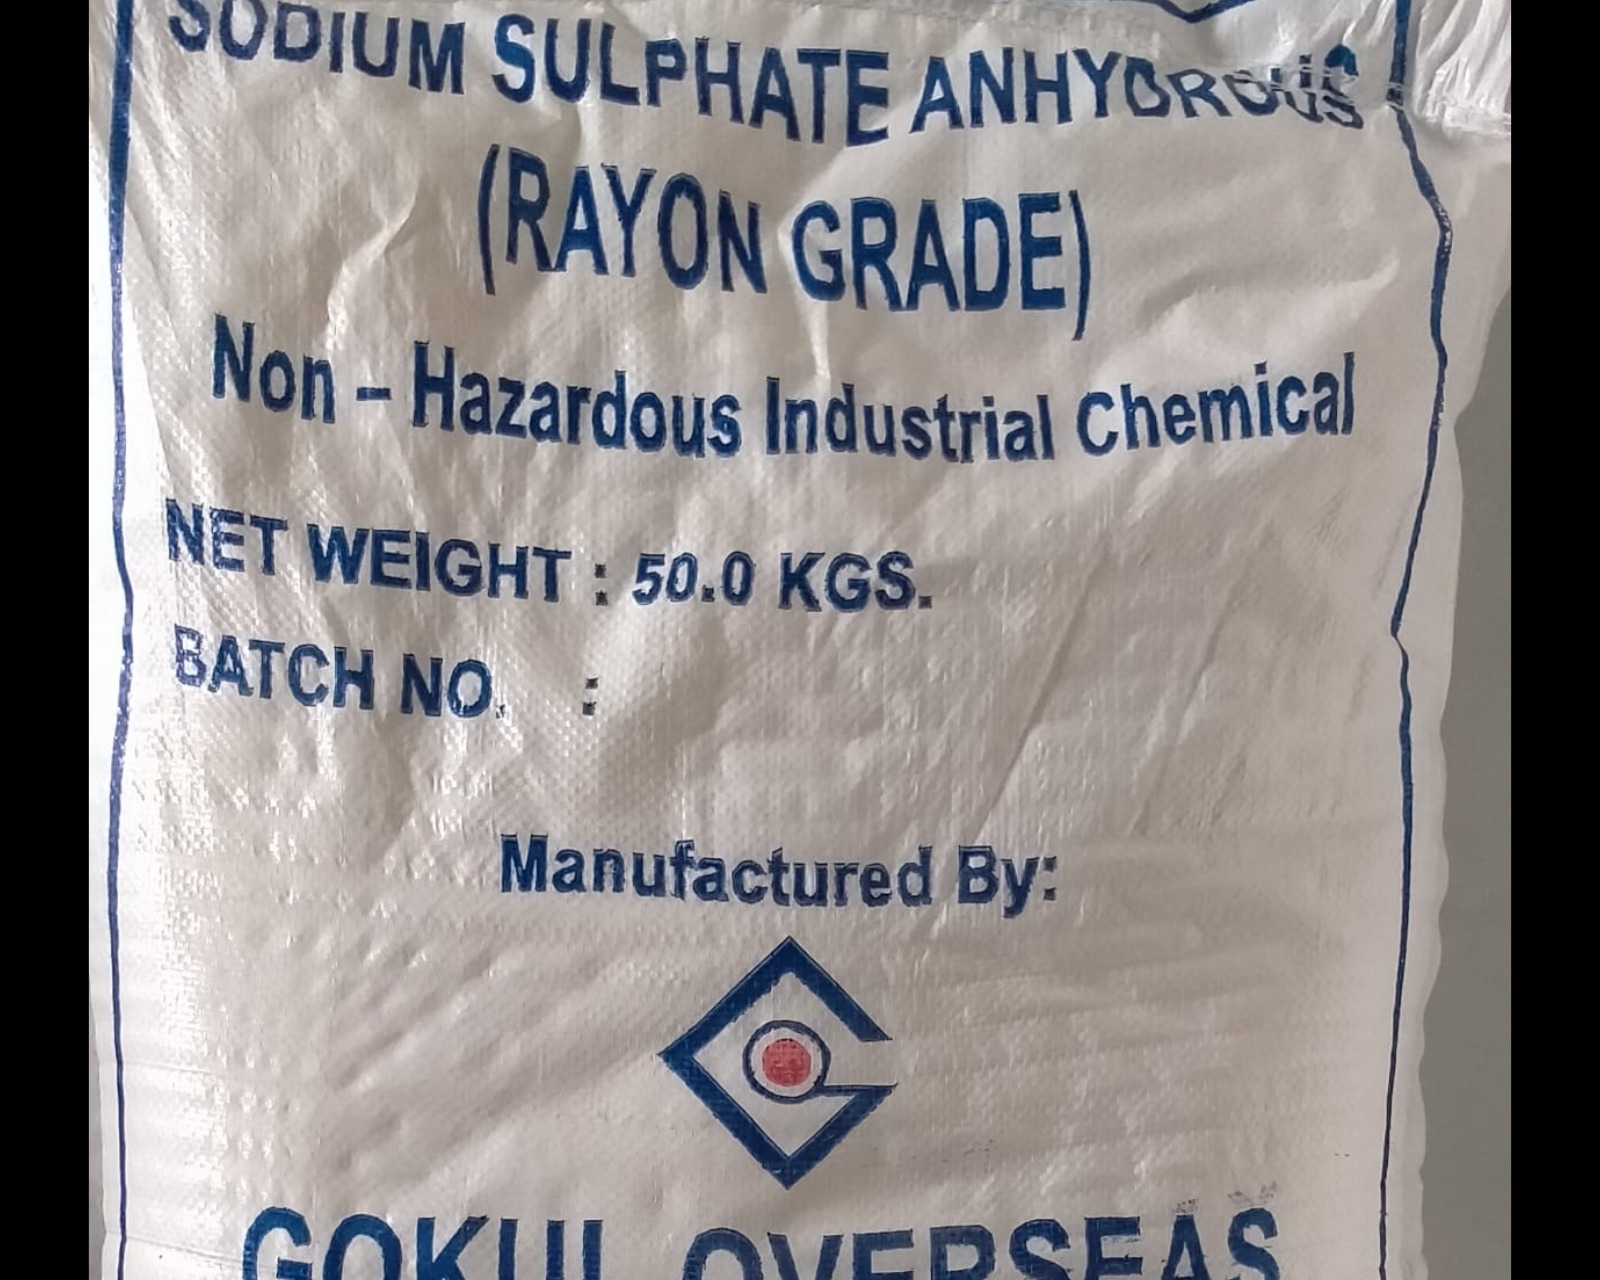 SODIUM SULPHATE ANHYDROUS
(RAYON GRADE)
Non – Hazardous Industrial Chemical
NET WEIGHT : 50.0 KGS.
BATCH NO. :
Manufactured By:
GOKUL OVERSEAS